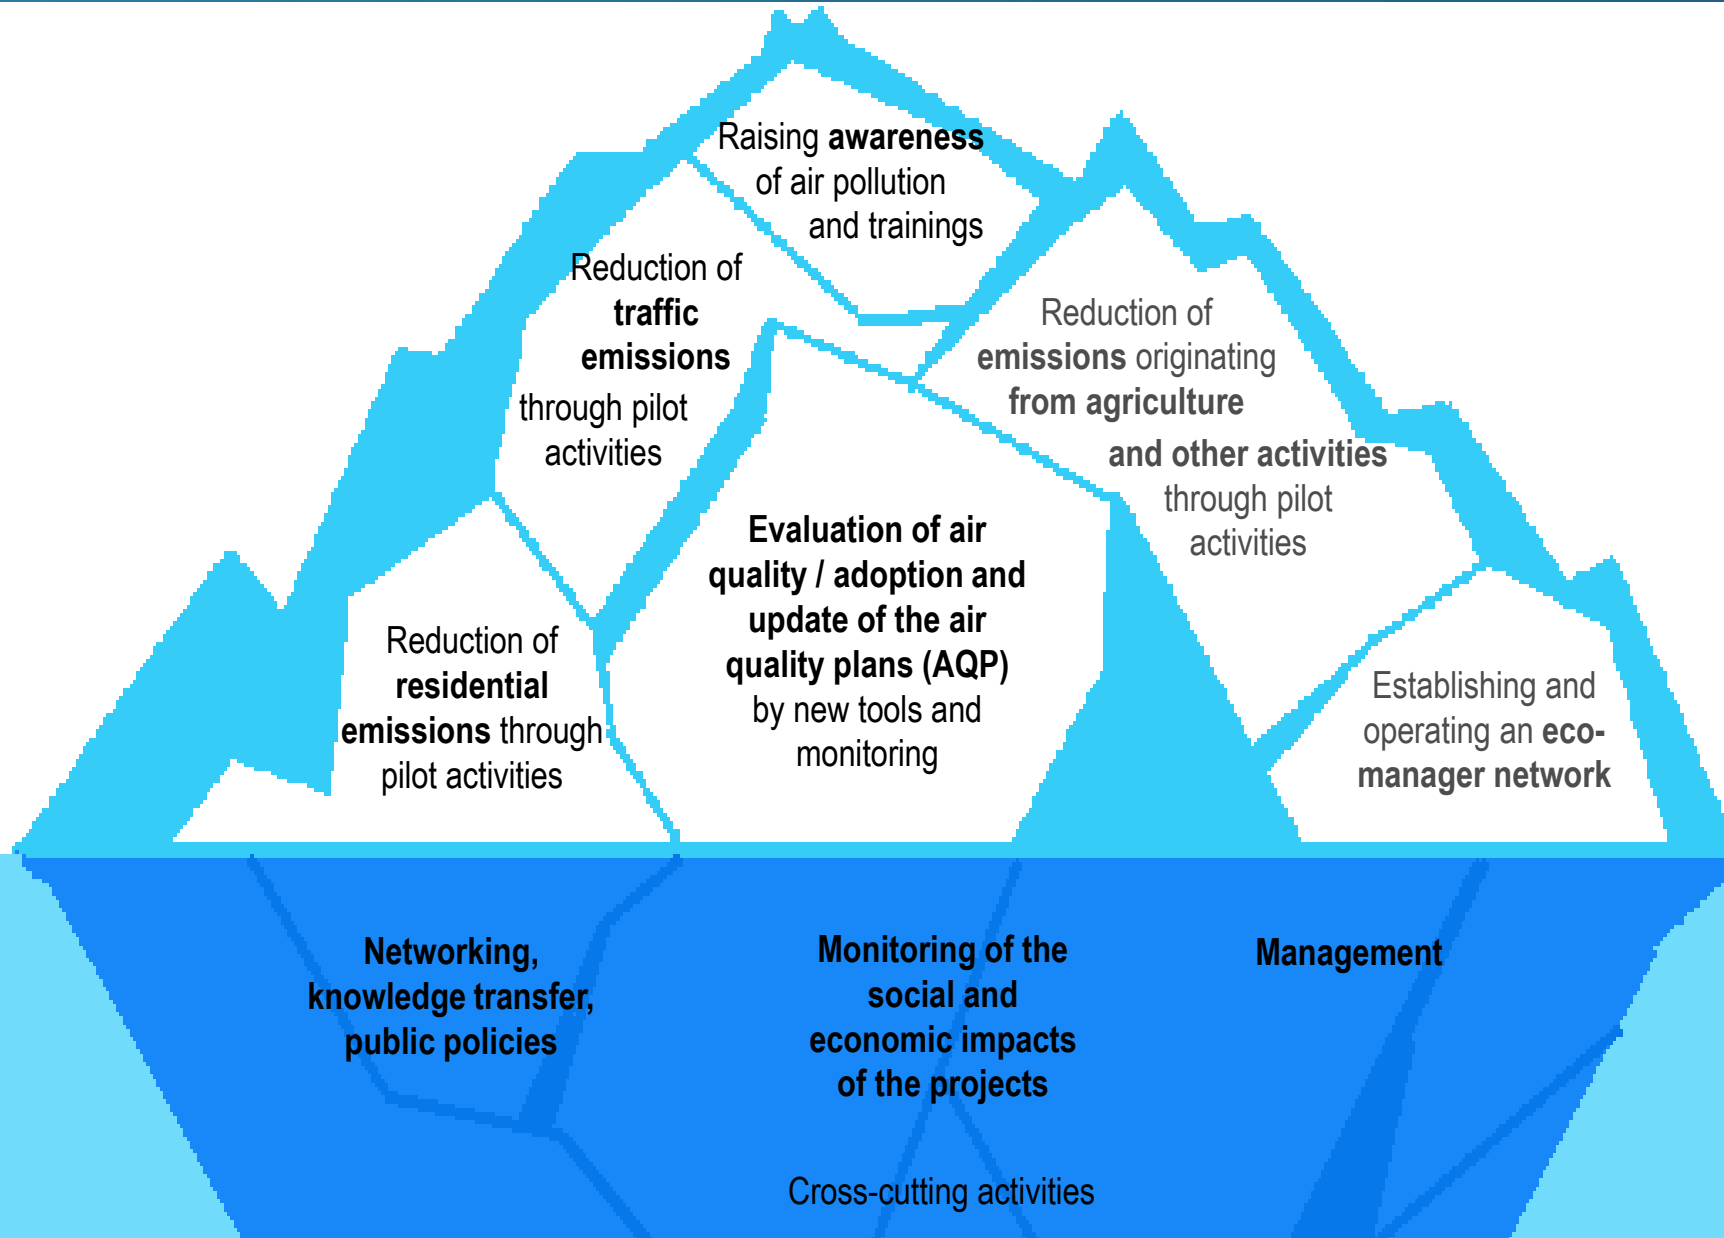 Raising awareness
of air pollution
and trainings
Reduction of
traffic
emissions
through pilot
activities
Reduction of
emissions originating
from agriculture
and other activities
through pilot
activities
Evaluation of air
quality / adoption and
update of the air
quality plans (AQP)
by new tools and
monitoring
Reduction of
residential
emissions through
pilot activities
Establishing and
operating an eco-
manager network
Networking,
knowledge transfer,
public policies
Monitoring of the
social and
economic impacts
of the projects
Management
Cross-cutting activities